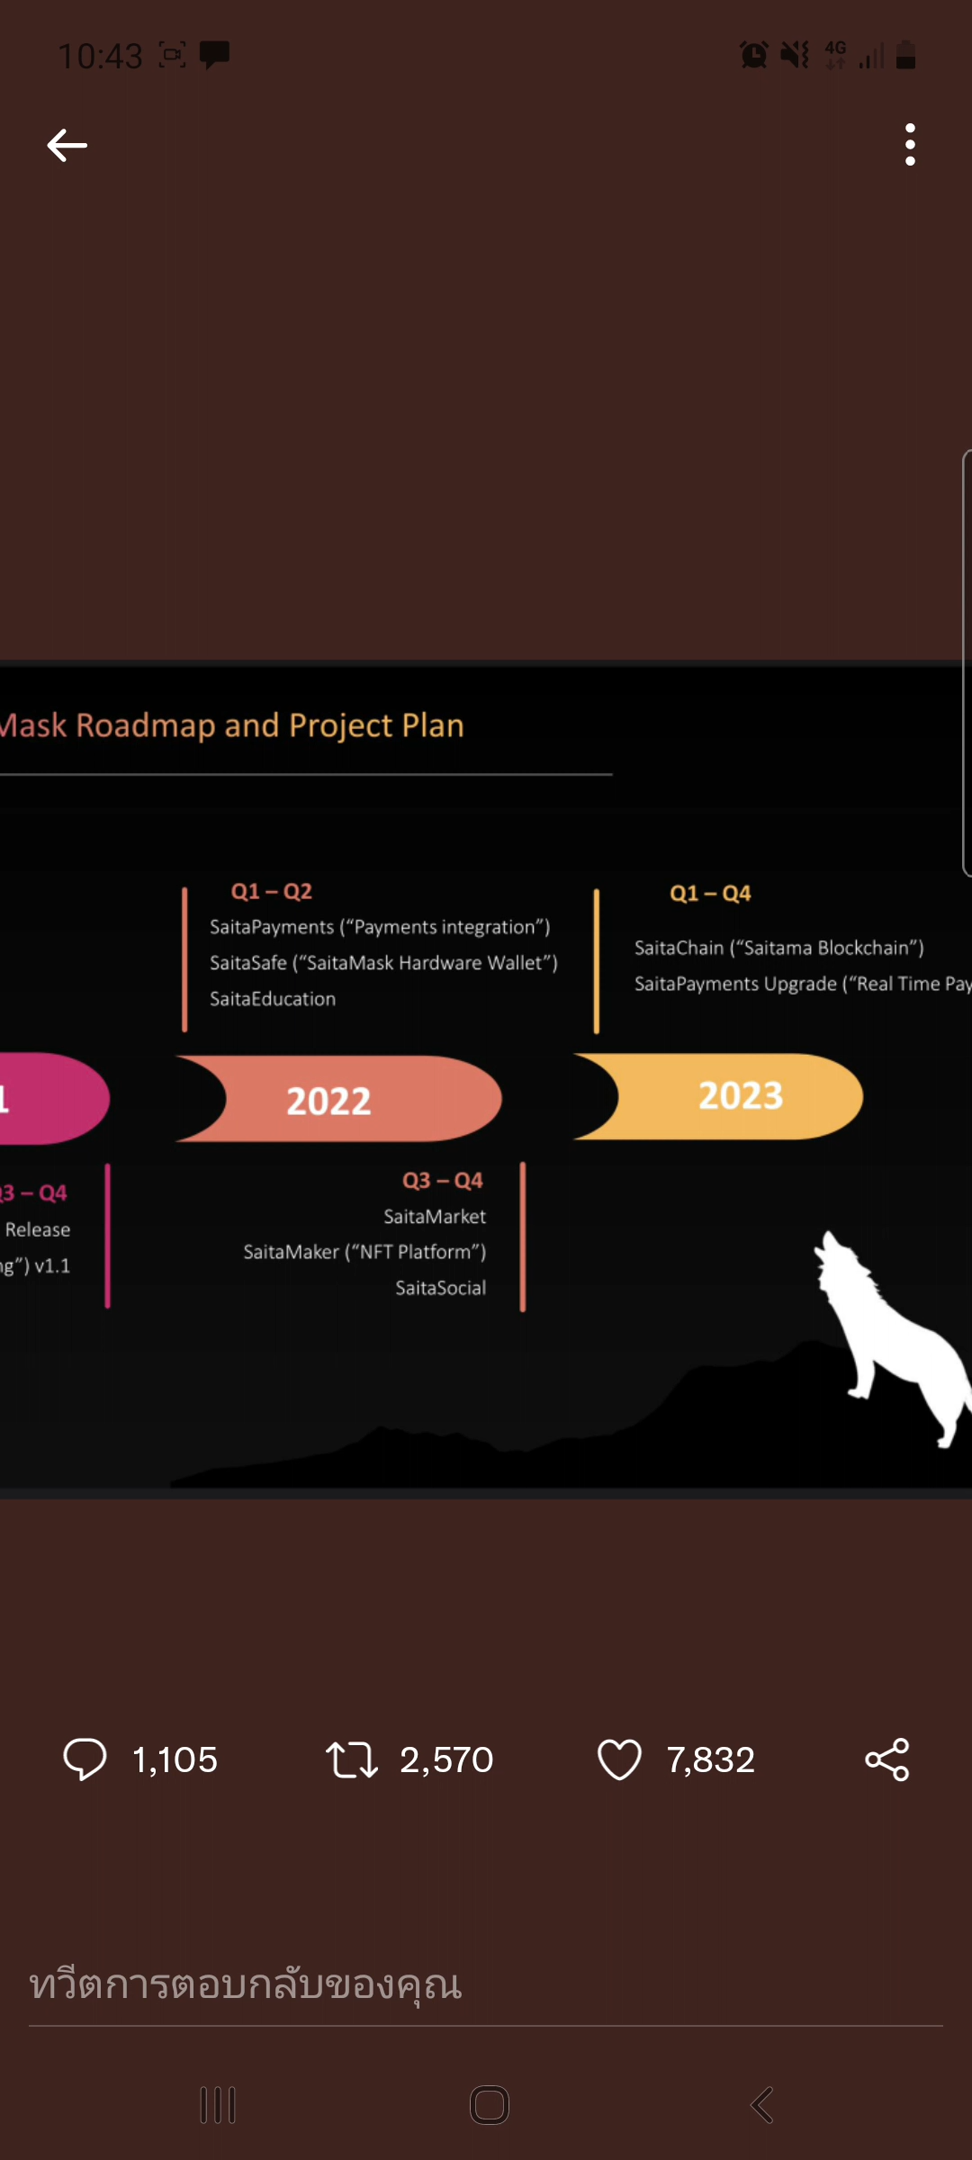 10:43
4G
Mask Roadmap and Project Plan
Q1 – Q2
SaitaPayments (“Payments integration”)
SaitaSafe (“SaitaMask Hardware Wallet”)
SaitaEducation
Q1 – Q4
SaitaChain (“Saitama Blockchain”)
SaitaPayments Upgrade (“Real Time Pay
1
2022
2023
Q3 – Q4
Release
ng”) v1.1
Q3 – Q4
SaitaMarket
SaitaMaker (“NFT Platform”)
SaitaSocial
1,105
2,570
7,832
ทวีตการตอบกลับของคุณ